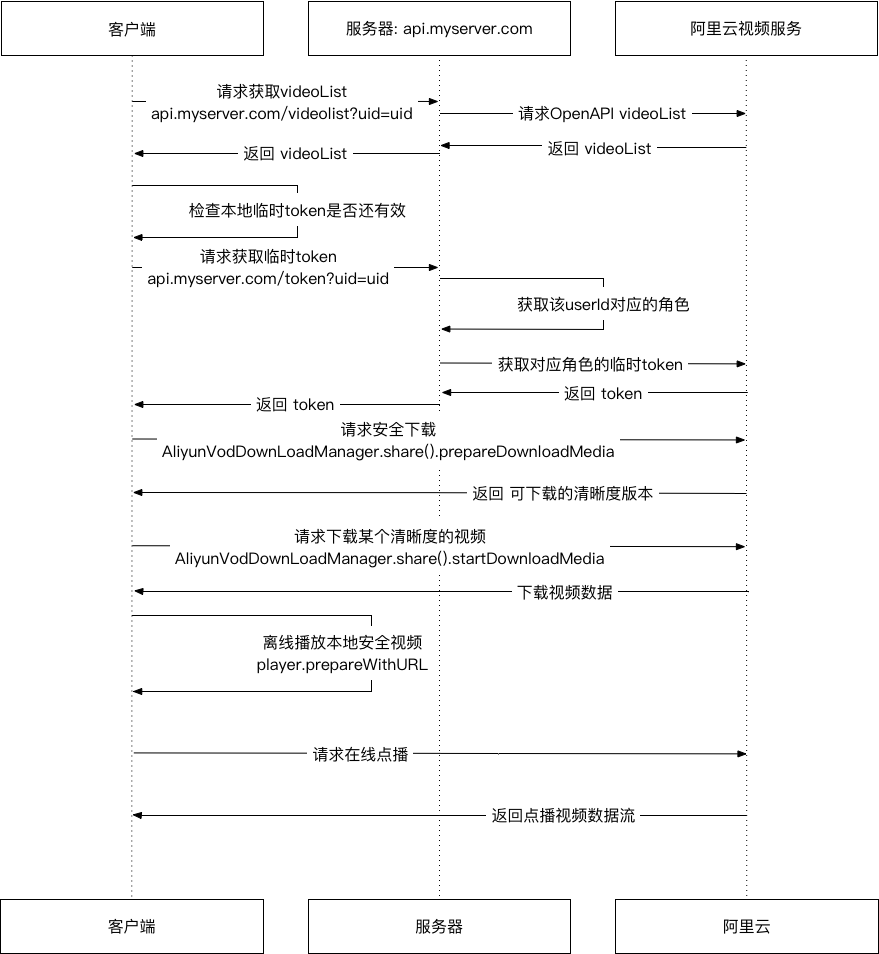 客户端
服务器: api.myserver.com
阿里云视频服务
请求获取videoList
api.myserver.com/videolist?uid=uid
请求OpenAPI videoList
返回 videoList
返回 videoList
检查本地临时token是否还有效
请求获取临时token
api.myserver.com/token?uid=uid
获取该userId对应的角色
获取对应角色的临时token
返回 token
返回 token
请求安全下载
AliyunVodDownLoadManager.share().prepareDownloadMedia
返回 可下载的清晰度版本
请求下载某个清晰度的视频
AliyunVodDownLoadManager.share().startDownloadMedia
下载视频数据
离线播放本地安全视频
player.prepareWithURL
请求在线点播
返回点播视频数据流
客户端
服务器
阿里云